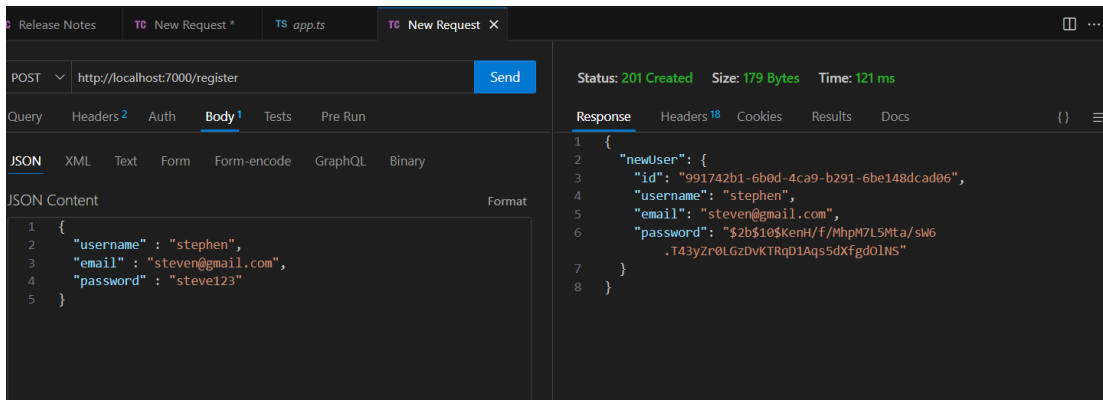 Release Notes TC New Request * TS app.ts TC New Request X
POST http://localhost:7000/register Send
Query Headers 2 Auth Body 1 Tests Pre Run
JSON XML Text Form Form-encode GraphQL Binary
JSON Content Format
1 {
2 "username" : "stephen",
3 "email" : "steven@gmail.com",
4 "password" : "steve123"
5 }
Status: 201 Created Size: 179 Bytes Time: 121 ms
Response Headers 18 Cookies Results Docs { }
1 {
2 "newUser": {
3 "id": "991742b1-6b0d-4ca9-b291-6be148dcad06",
4 "username": "stephen",
5 "email": "steven@gmail.com",
6 "password": "$2b$10$KenH/f/MhpM7L5Mta/sW6
.T43yZr0LGzDvKTRqD1Aqs5dXfgdOlNS"
7 }
8 }